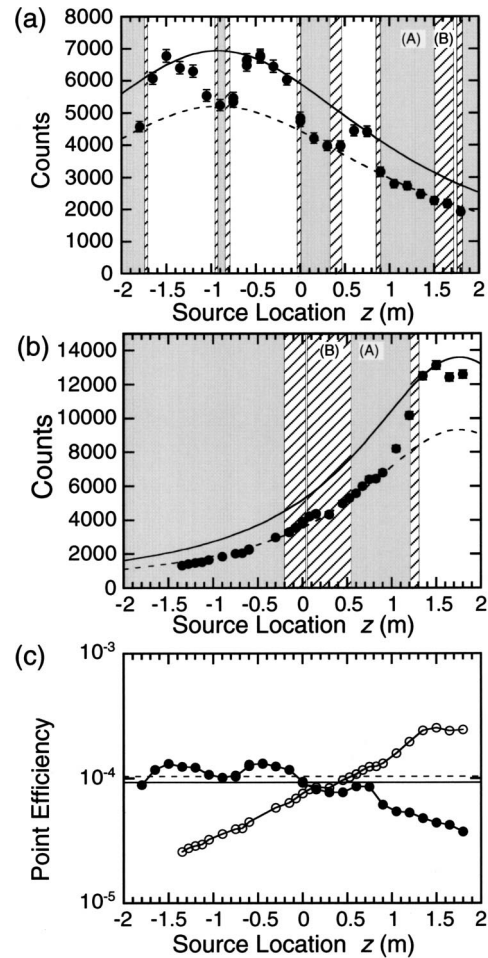 (a)
8000
7000
6000
5000
4000
3000
2000
1000
0
Counts
(A)
(B)
-2 -1.5 -1 -0.5 0 0.5 1 1.5 2
Source Location z (m)
(b)
14000
12000
10000
8000
6000
4000
2000
0
Counts
(B)
(A)
-2 -1.5 -1 -0.5 0 0.5 1 1.5 2
Source Location z (m)
(c)
10-3
10-4
10-5
Point Efficiency
-2 -1.5 -1 -0.5 0 0.5 1 1.5 2
Source Location z (m)